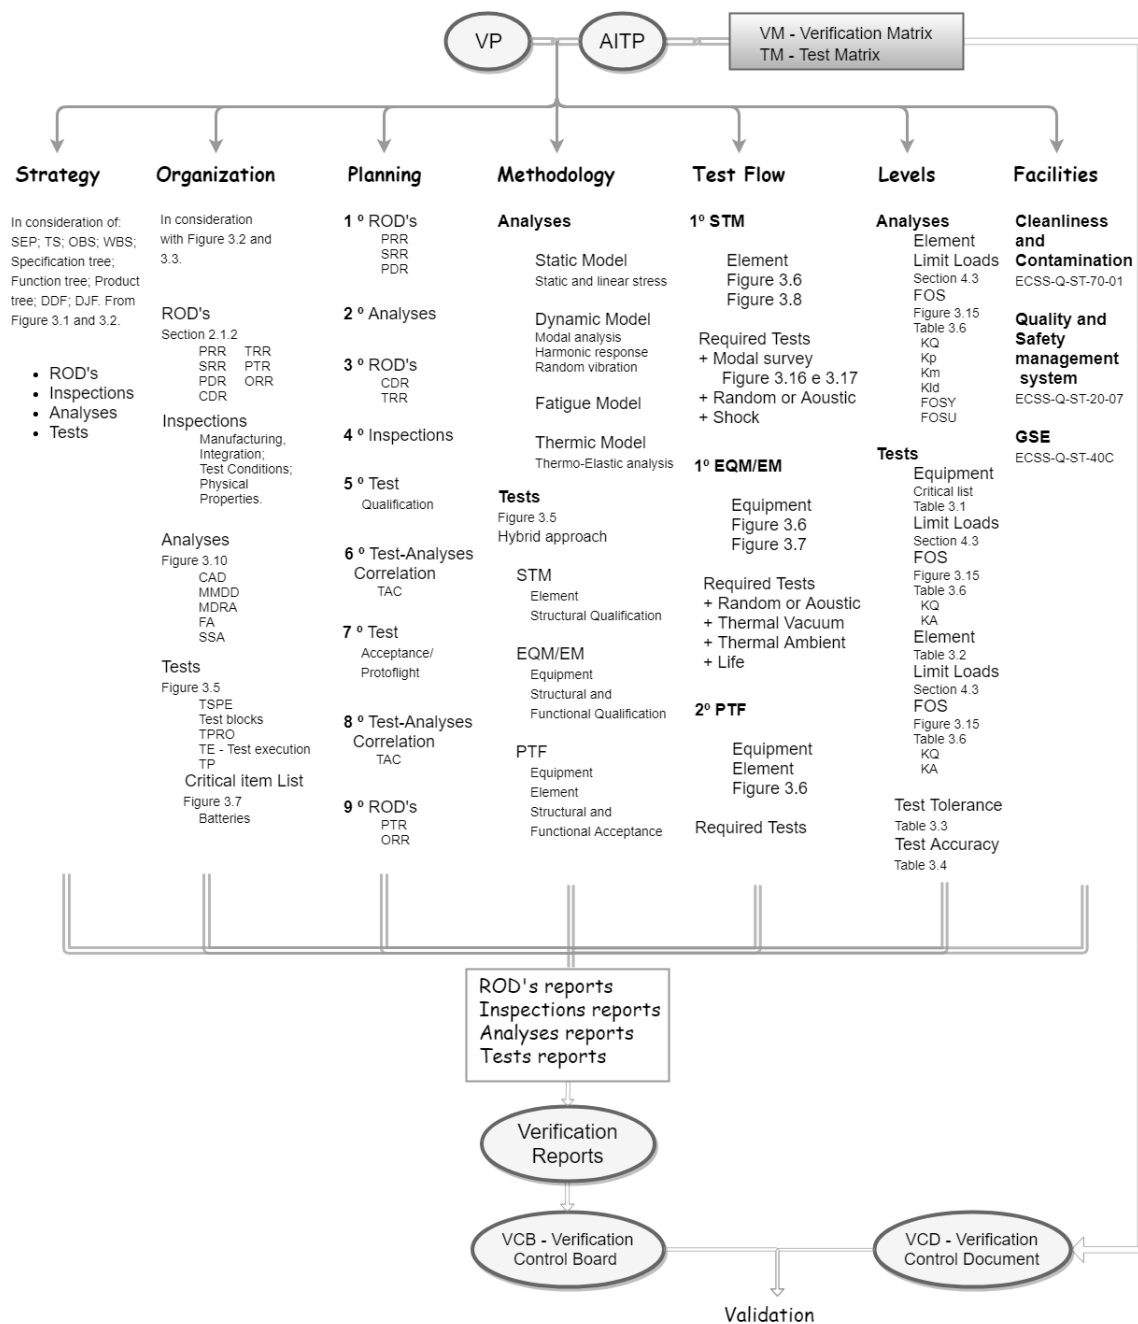 VP
AITP
VM - Verification Matrix
TM - Test Matrix
Strategy
In consideration of:
SEP; TS; OBS; WBS;
Specification tree;
Function tree; Product
tree; DDF; DJF. From
Figure 3.1 and 3.2.
• ROD's
• Inspections
• Analyses
• Tests
Organization
In consideration
with Figure 3.2 and
3.3.
ROD's
Section 2.1.2
PRR TRR
SRR PTR
PDR ORR
CDR
Inspections
Manufacturing,
Integration;
Test Conditions;
Physical
Properties.
Analyses
Figure 3.10
CAD
MMDD
MDRA
FA
SSA
Tests
Figure 3.5
TSPE
Test blocks
TPRO
TE - Test execution
TP
Critical item List
Figure 3.7
Batteries
Planning
1 º ROD's
PRR
SRR
PDR
2 º Analyses
3 º ROD's
CDR
TRR
4 º Inspections
5 º Test
Qualification
6 º Test-Analyses
Correlation
TAC
7 º Test
Acceptance/
Protoflight
8 º Test-Analyses
Correlation
TAC
9 º ROD's
PTR
ORR
Methodology
Analyses
Static Model
Static and linear stress
Dynamic Model
Modal analysis
Harmonic response
Random vibration
Fatigue Model
Thermic Model
Thermo-Elastic analysis
Tests
Figure 3.5
Hybrid approach
STM
Element
Structural Qualification
EQM/EM
Equipment
Structural and
Functional Qualification
PTF
Equipment
Element
Structural and
Functional Acceptance
Test Flow
1º STM
Element
Figure 3.6
Figure 3.8
Required Tests
+ Modal survey
Figure 3.16 e 3.17
+ Random or Aoustic
+ Shock
1º EQM/EM
Equipment
Figure 3.6
Figure 3.7
Required Tests
+ Random or Aoustic
+ Thermal Vacuum
+ Thermal Ambient
+ Life
2º PTF
Equipment
Element
Figure 3.6
Required Tests
Levels
Analyses
Element
Limit Loads
Section 4.3
FOS
Figure 3.15
Table 3.6
KQ
Kp
Km
Kld
FOSY
FOSU
Tests
Equipment
Critical list
Table 3.1
Limit Loads
Section 4.3
FOS
Figure 3.15
Table 3.6
KQ
KA
Element
Table 3.2
Limit Loads
Section 4.3
FOS
Figure 3.15
Table 3.6
KQ
KA
Test Tolerance
Table 3.3
Test Accuracy
Table 3.4
Facilities
Cleanliness
and
Contamination
ECSS-Q-ST-70-01
Quality and
Safety
management
system
ECSS-Q-ST-20-07
GSE
ECSS-Q-ST-40C
ROD's reports
Inspections reports
Analyses reports
Tests reports
Verification
Reports
VCB - Verification
Control Board
VCD - Verification
Control Document
Validation